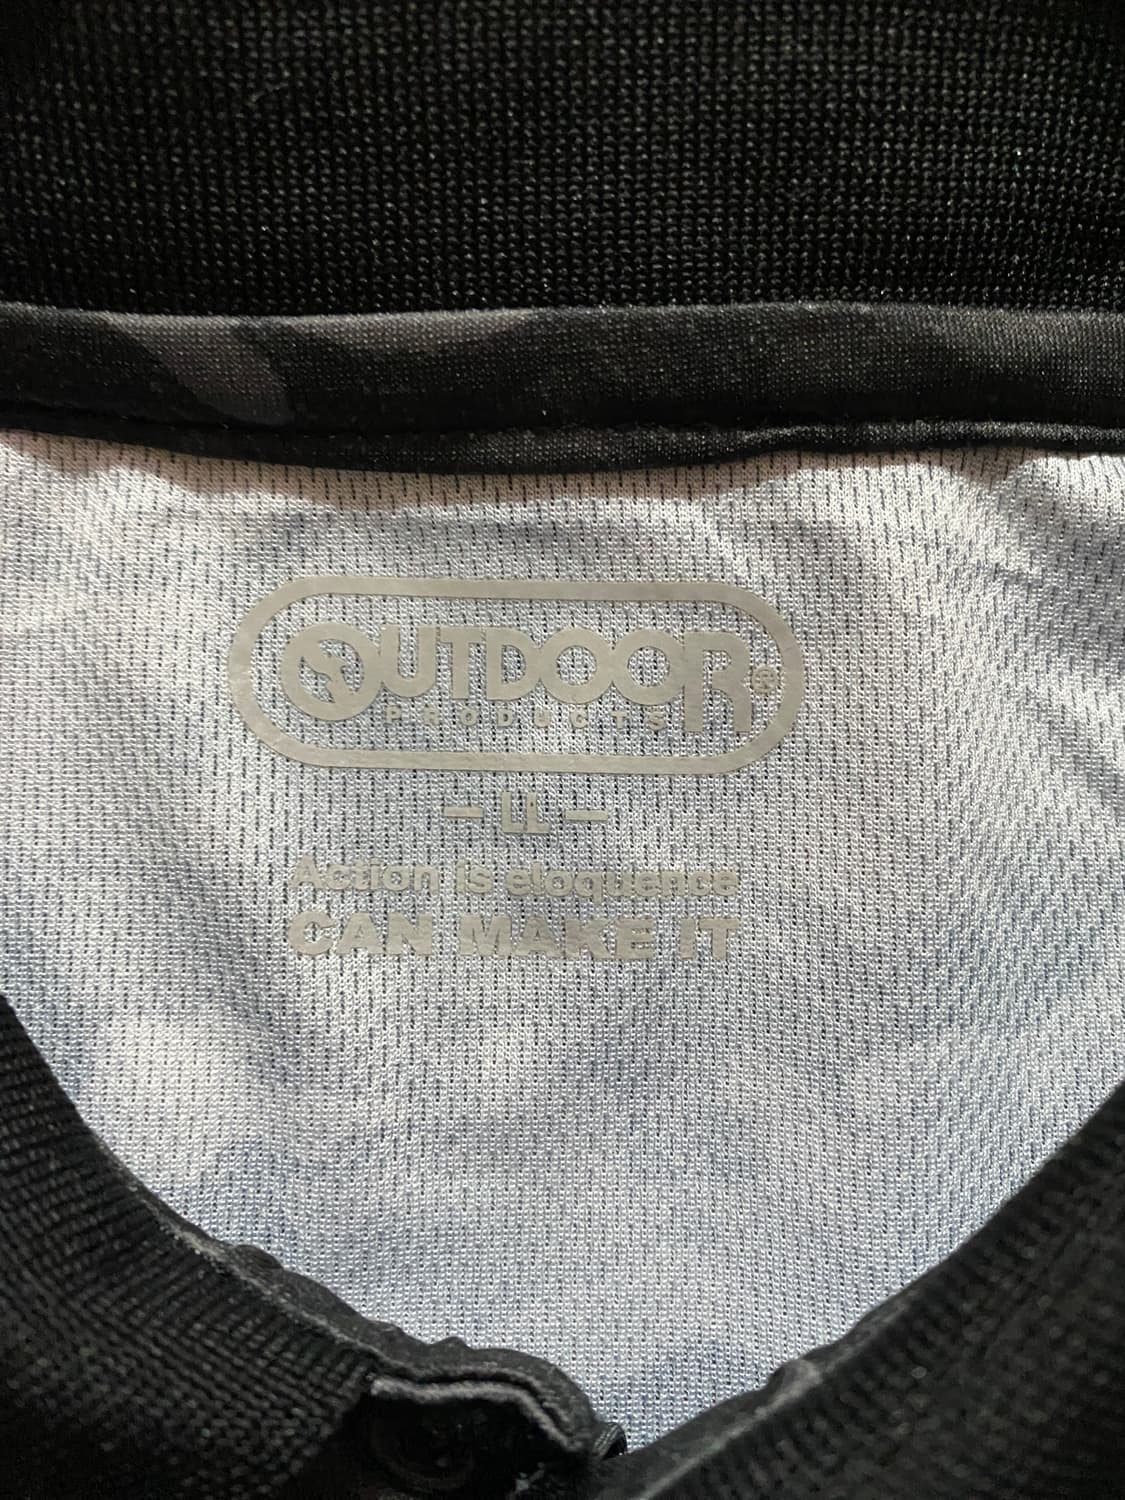 OUTDOOR®
PRODUCTS
- LL -
Action is eloquence
CAN MAKE IT